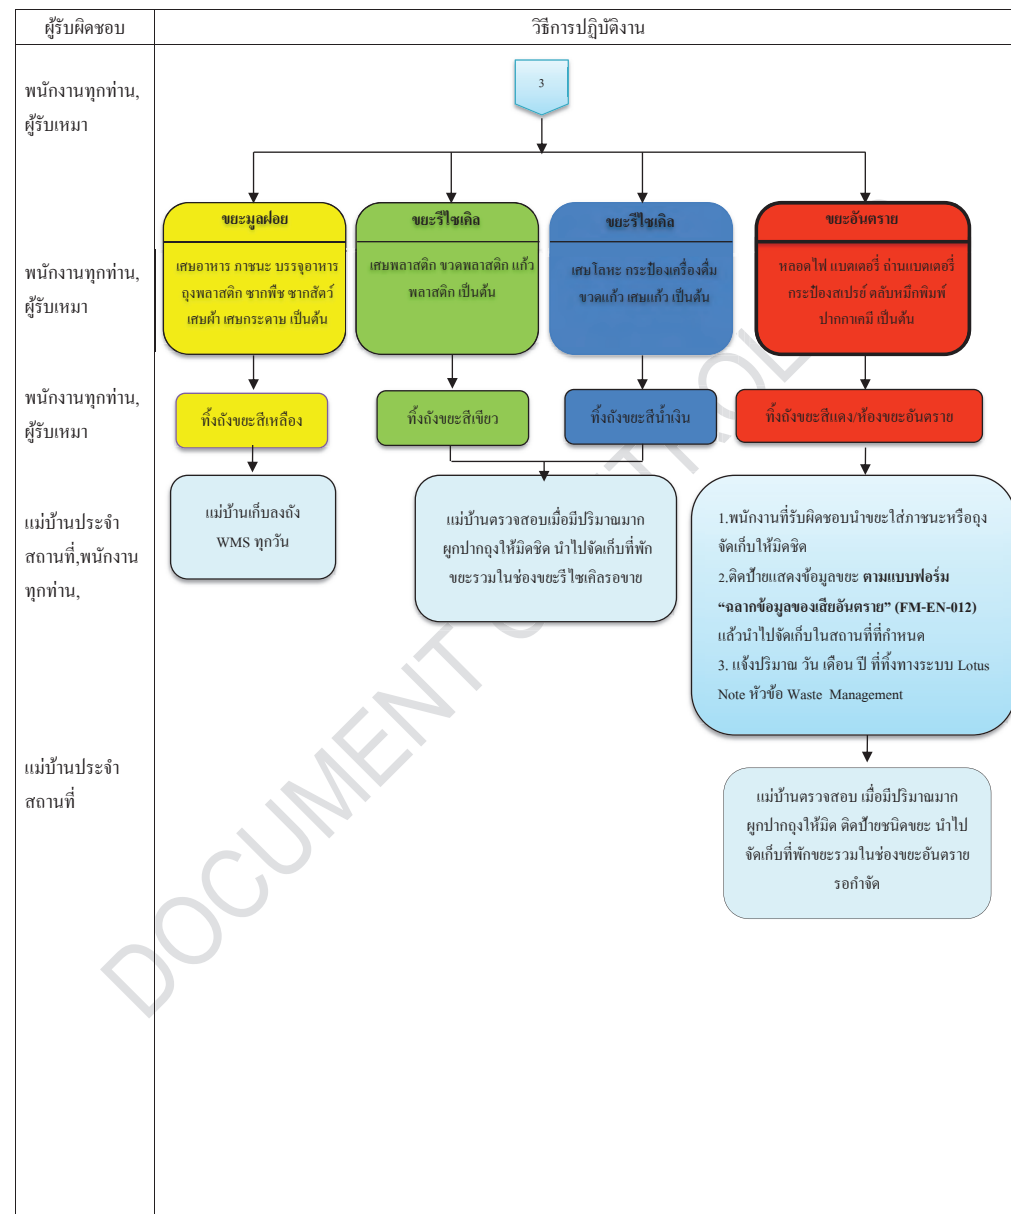 ผู้รับผิดชอบ
วิธีการปฏิบัติงาน
3
พนักงานทุกท่าน,
ผู้รับเหมา
ขยะมูลฝอย
เศษอาหาร ภาชนะ บรรจุอาหาร
ถุงพลาสติก ซากพืช ซากสัตว์
เศษผ้า เศษกระดาษ เป็นต้น
ขยะรีไซเคิล
เศษพลาสติก ขวดพลาสติก แก้ว
พลาสติก เป็นต้น
ขยะรีไซเคิล
เศษโลหะ กระป๋องเครื่องดื่ม
ขวดแก้ว เศษแก้ว เป็นต้น
ขยะอันตราย
หลอดไฟ แบตเตอรี่ ถ่านแบตเตอรี่
กระป๋องสเปรย์ ตลับหมึกพิมพ์
ปากกาเคมี เป็นต้น
พนักงานทุกท่าน,
ผู้รับเหมา
พนักงานทุกท่าน,
ผู้รับเหมา
ทิ้งถังขยะสีเหลือง
ทิ้งถังขยะสีเขียว
ทิ้งถังขยะสีน้ำเงิน
ทิ้งถังขยะสีแดง/ห้องขยะอันตราย
แม่บ้านประจำ
สถานที่,พนักงาน
ทุกท่าน,
แม่บ้านเก็บลงถัง
WMS ทุกวัน
แม่บ้านตรวจสอบเมื่อมีปริมาณมาก
ผูกปากถุงให้มิดชิด นำไปจัดเก็บที่พัก
ขยะรวมในช่องขยะรีไซเคิลรอขาย
1.พนักงานที่รับผิดชอบนำขยะใส่ภาชนะหรือถุง
จัดเก็บให้มิดชิด
2.ติดป้ายแสดงข้อมูลขยะ ตามแบบฟอร์ม
“ฉลากข้อมูลของเสียอันตราย” (FM-EN-012)
แล้วนำไปจัดเก็บในสถานที่ที่กำหนด
3. แจ้งปริมาณ วัน เดือน ปี ที่ทิ้งทางระบบ Lotus
Note หัวข้อ Waste Management
แม่บ้านประจำ
สถานที่
แม่บ้านตรวจสอบ เมื่อมีปริมาณมาก
ผูกปากถุงให้มิด ติดป้ายชนิดขยะ นำไป
จัดเก็บที่พักขยะรวมในช่องขยะอันตราย
รอกำจัด
DOCUMENT CONTROL